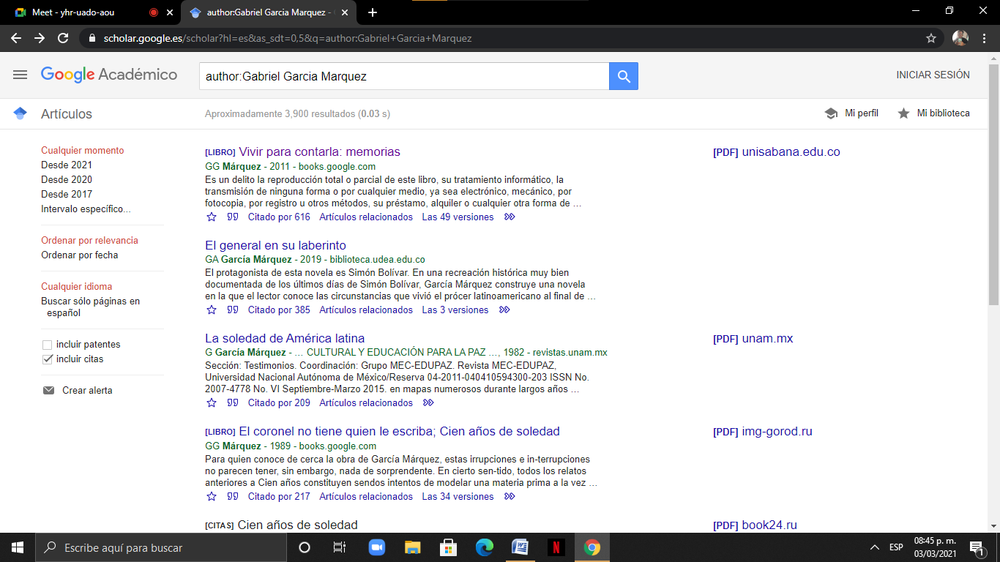 Meet - yhr-uado-aou
author:Gabriel Garcia Marquez -
scholar.google.es/scholar?hl=es&as_sdt=0,5&q=author:Gabriel+Garcia+Marquez
Google Académico
author:Gabriel Garcia Marquez
INICIAR SESIÓN
Artículos
Aproximadamente 3,900 resultados (0.03 s)
Mi perfil
Mi biblioteca
Cualquier momento
Desde 2021
Desde 2020
Desde 2017
Intervalo específico...
Ordenar por relevancia
Ordenar por fecha
Cualquier idioma
Buscar sólo páginas en
español
incluir patentes
incluir citas
Crear alerta
[LIBRO] Vivir para contarla: memorias
GG Márquez - 2011 - books.google.com
Es un delito la reproducción total o parcial de este libro, su tratamiento informático, la
transmisión de ninguna forma o por cualquier medio, ya sea electrónico, mecánico, por
fotocopia, por registro u otros métodos, su préstamo, alquiler o cualquier otra forma de …
Citado por 616 Artículos relacionados Las 49 versiones
[PDF] unisabana.edu.co
El general en su laberinto
GA García Márquez - 2019 - biblioteca.udea.edu.co
El protagonista de esta novela es Simón Bolívar. En una recreación histórica muy bien
documentada de los últimos días de Simón Bolívar, García Márquez construye una novela
en la que el lector conoce las circunstancias que vivió el prócer latinoamericano al final de …
Citado por 385 Artículos relacionados Las 3 versiones
La soledad de América latina
G García Márquez - … CULTURAL Y EDUCACIÓN PARA LA PAZ …, 1982 - revistas.unam.mx
Sección: Testimonios. Coordinación: Grupo MEC-EDUPAZ. Revista MEC-EDUPAZ,
Universidad Nacional Autónoma de México/Reserva 04-2011-040410594300-203 ISSN No.
2007-4778 No. VI Septiembre-Marzo 2015. en mapas numerosos durante largos años …
Citado por 209 Artículos relacionados
[PDF] unam.mx
[LIBRO] El coronel no tiene quien le escriba; Cien años de soledad
GG Márquez - 1989 - books.google.com
Para quien conoce de cerca la obra de García Márquez, estas irrupciones e in-terrupciones
no parecen tener, sin embargo, nada de sorprendente. En cierto sen-tido, todos los relatos
anteriores a Cien años constituyen sendos intentos de modelar una materia prima a la vez …
Citado por 217 Artículos relacionados Las 34 versiones
[PDF] img-gorod.ru
[CITAS] Cien años de soledad
[PDF] book24.ru
Escribe aquí para buscar
ESP
08:45 p. m.
03/03/2021
1